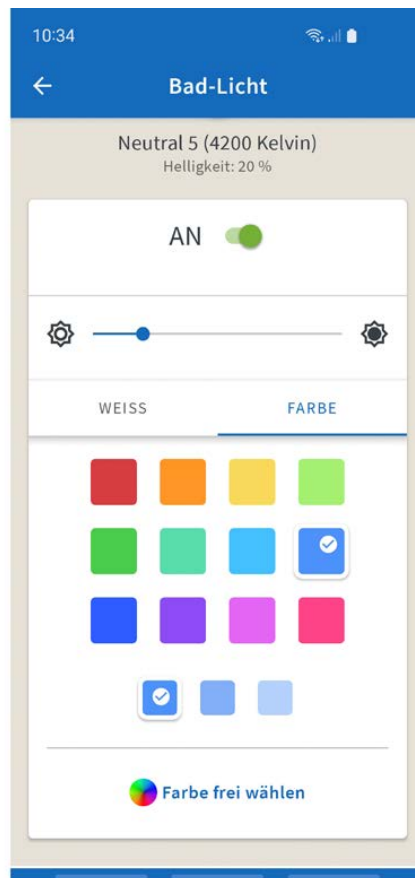 10:34
Bad-Licht
Neutral 5 (4200 Kelvin)
Helligkeit: 20 %
AN
WEISS
FARBE
Farbe frei wählen